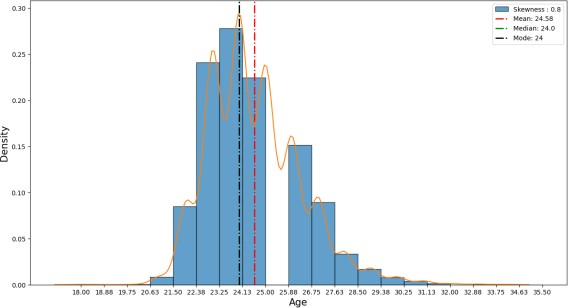 Skewness : 0.8
Mean: 24.58
Median: 24.0
Mode: 24
0.30
0.25
0.20
0.15
0.10
0.05
0.00
Density
18.00 18.88 19.75 20.63 21.50 22.38 23.25 24.13 25.00 25.88 26.75 27.63 28.50 29.38 30.25 31.13 32.00 32.88 33.75 34.63 35.50
Age